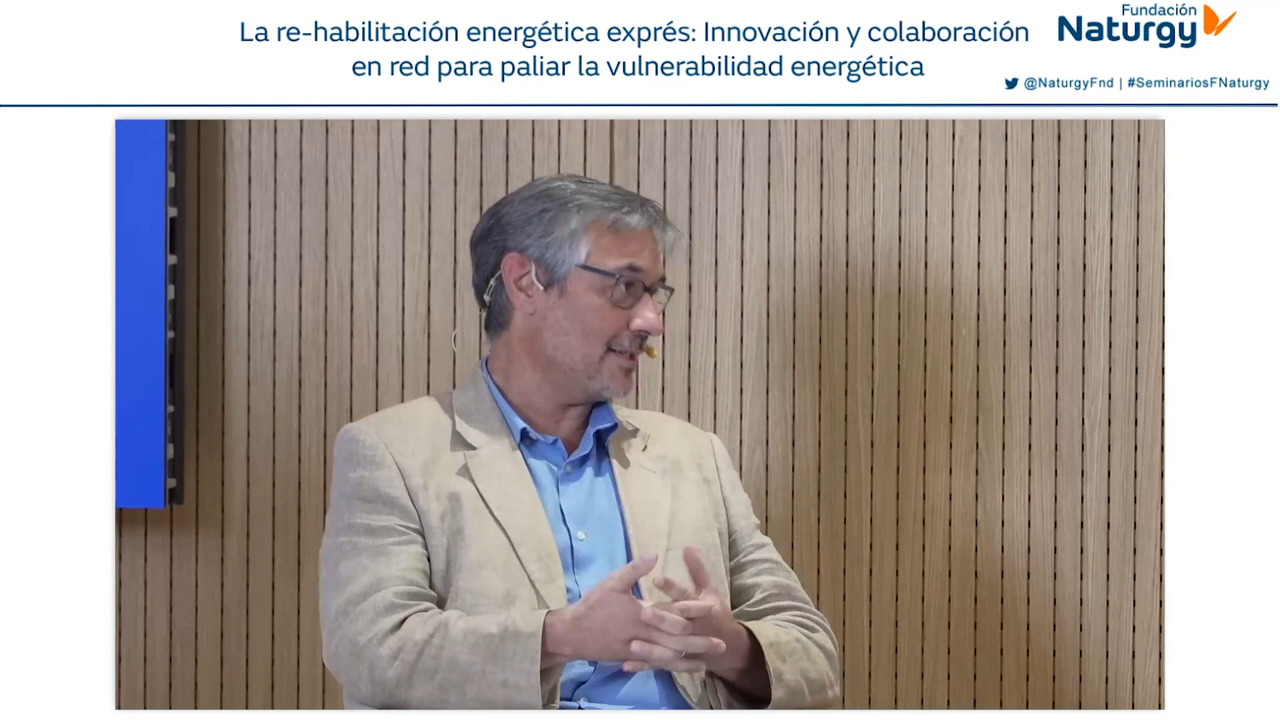 La re-habilitación energética exprés: Innovación y colaboración
en red para paliar la vulnerabilidad energética
Fundación
Naturgy
@NaturgyFnd | #SeminariosFNaturgy